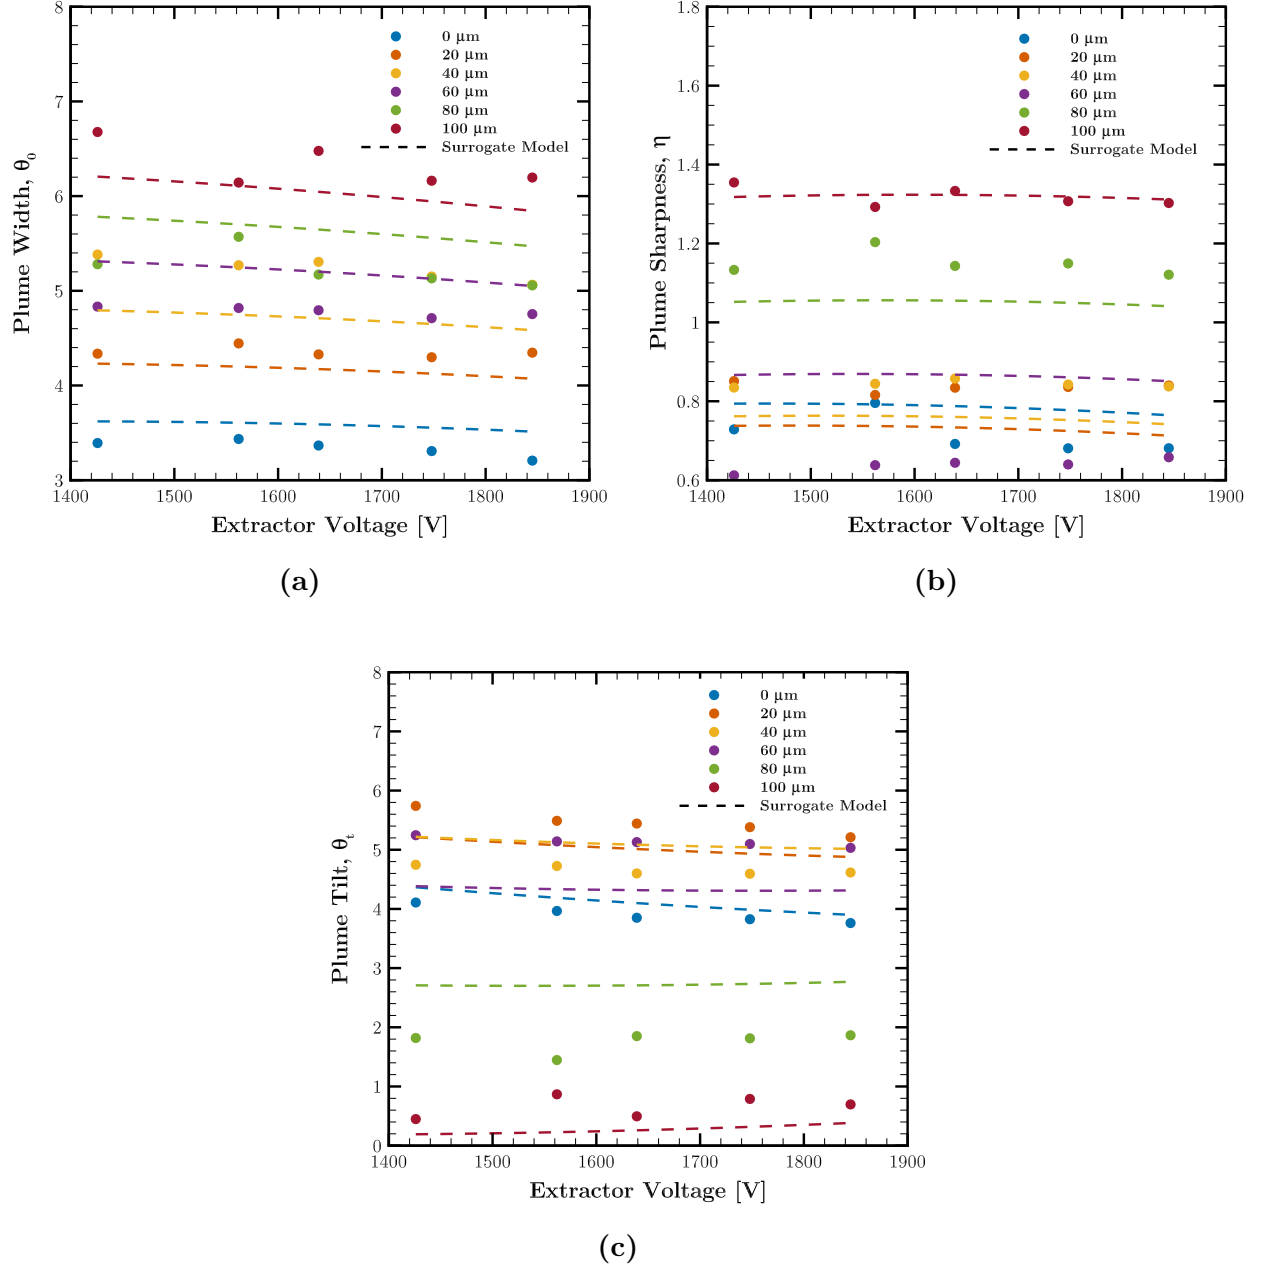 8
7
6
5
4
3
Plume Width, θ₀
0 μm
20 μm
40 μm
60 μm
80 μm
100 μm
Surrogate Model
1400 1500 1600 1700 1800 1900
Extractor Voltage [V]
(a)
1.8
1.6
1.4
1.2
1
0.8
0.6
Plume Sharpness, η
0 μm
20 μm
40 μm
60 μm
80 μm
100 μm
Surrogate Model
1400 1500 1600 1700 1800 1900
Extractor Voltage [V]
(b)
8
7
6
5
4
3
2
1
0
Plume Tilt, θₜ
0 μm
20 μm
40 μm
60 μm
80 μm
100 μm
Surrogate Model
1400 1500 1600 1700 1800 1900
Extractor Voltage [V]
(c)